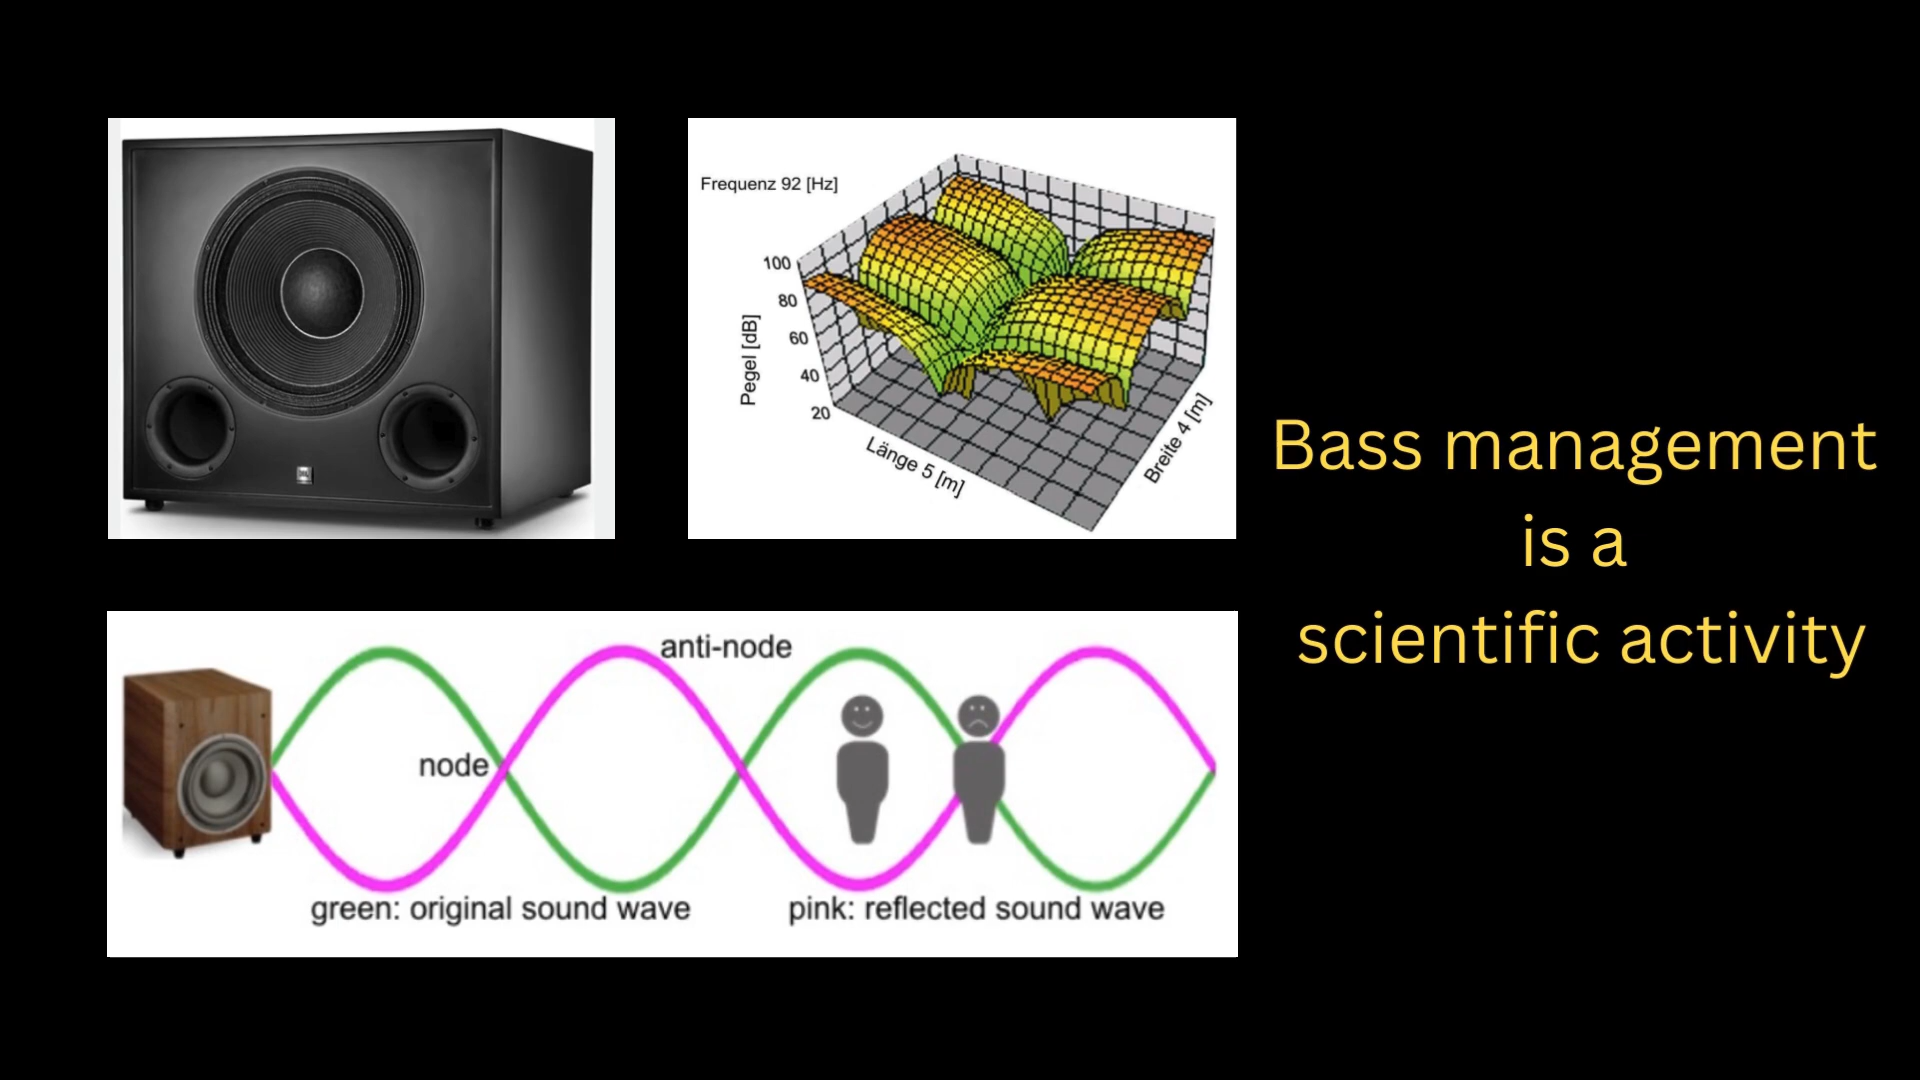 Frequenz 92 [Hz]
100
80
60
40
20
Pegel [dB]
Länge 5 [m]
Breite 4 [m]
Bass management
is a
scientific activity
anti-node
node
green: original sound wave
pink: reflected sound wave